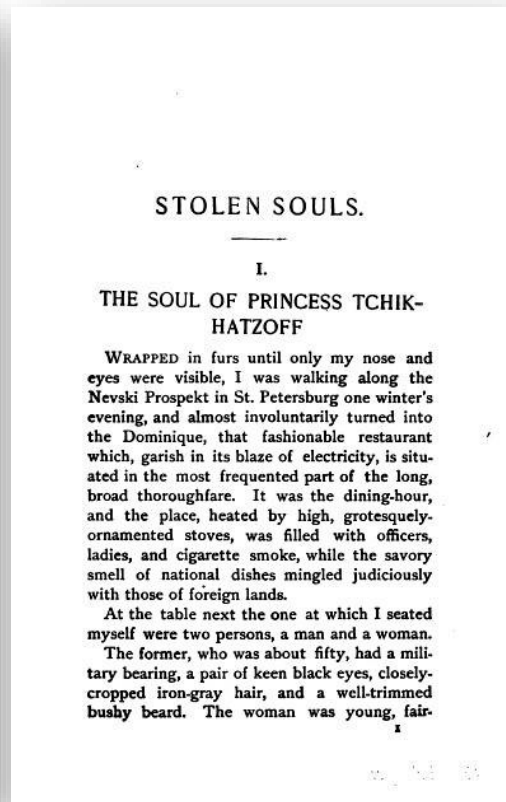 STOLEN SOULS.
I.
THE SOUL OF PRINCESS TCHIK-
HATZOFF
WRAPPED in furs until only my nose and
eyes were visible, I was walking along the
Nevski Prospekt in St. Petersburg one winter's
evening, and almost involuntarily turned into
the Dominique, that fashionable restaurant
which, garish in its blaze of electricity, is situ-
ated in the most frequented part of the long,
broad thoroughfare. It was the dining-hour,
and the place, heated by high, grotesquely-
ornamented stoves, was filled with officers,
ladies, and cigarette smoke, while the savory
smell of national dishes mingled judiciously
with those of foreign lands.
At the table next the one at which I seated
myself were two persons, a man and a woman.
The former, who was about fifty, had a mili-
tary bearing, a pair of keen black eyes, closely-
cropped iron-gray hair, and a well-trimmed
bushy beard. The woman was young, fair-
1